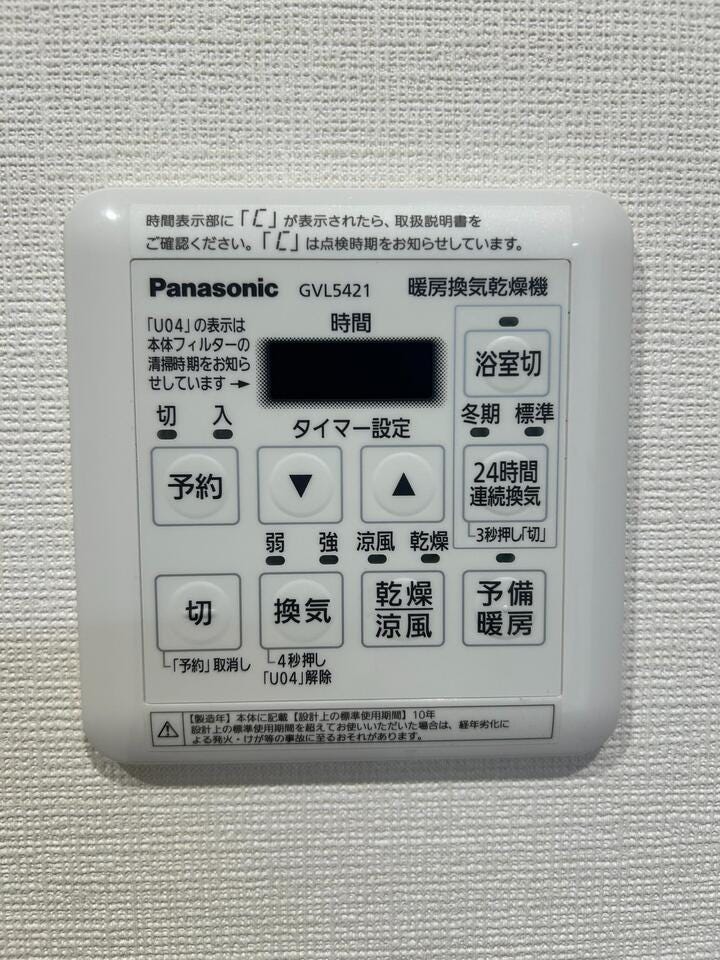 時間表示部に「[」が表示されたら、取扱説明書を
ご確認ください。「[」は点検時期をお知らせしています。
Panasonic GVL5421 暖房換気乾燥機
「U04」の表示は
本体フィルターの
清掃時期をお知ら
せしています→
時間
浴室切
切 入
タイマー設定
冬期 標準
予約
▼
▲
24時間
連続換気
3秒押し「切」
弱 強 涼風 乾燥
切
換気
乾燥
涼風
予備
暖房
「予約」取消し
4秒押し
「U04」解除
【製造年】本体に記載【設計上の標準使用期間】10年
設計上の標準使用期間を超えてお使いいただいた場合は、経年劣化に
よる発火・けが等の事故に至るおそれがあります。